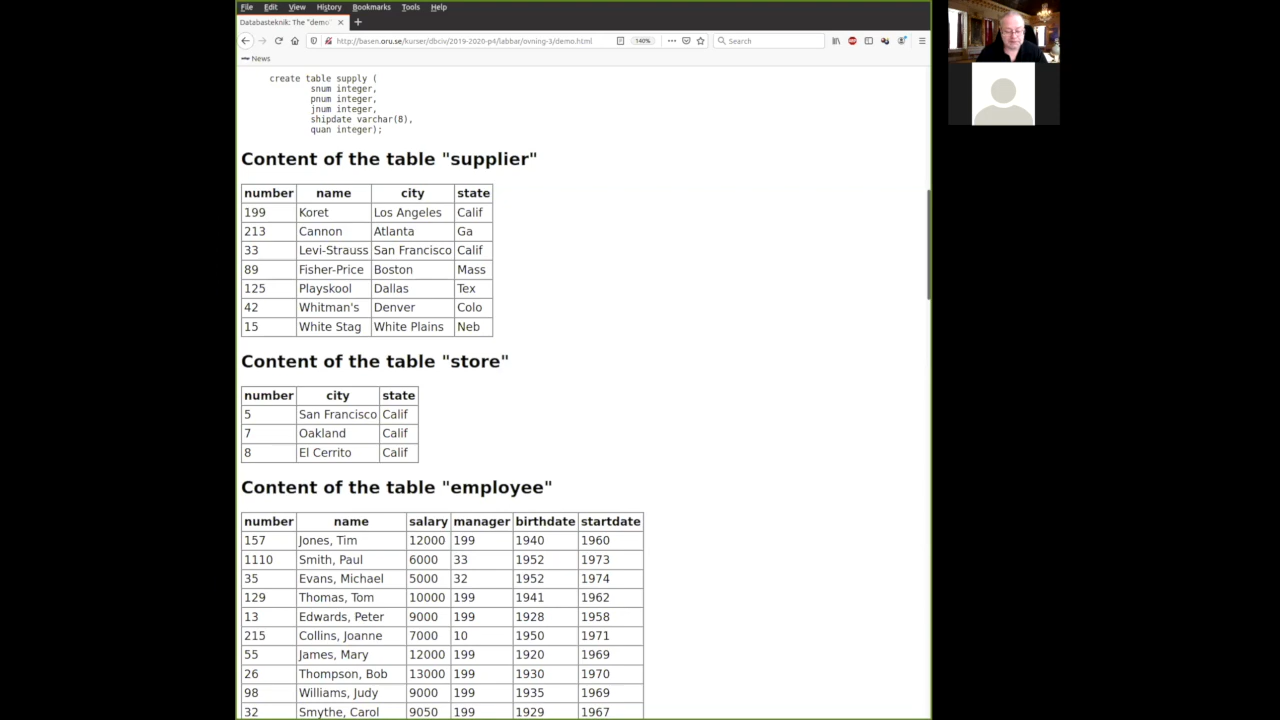 File Edit View History Bookmarks Tools Help
Databasteknik: The "demo"
http://basen.oru.se/kurser/dbciv/2019-2020-p4/labbar/ovning-3/demo.html 140% Search
News
create table supply (
snum integer,
pnum integer,
jnum integer,
shipdate varchar(8),
quan integer);
Content of the table "supplier"
number name city state
199 Koret Los Angeles Calif
213 Cannon Atlanta Ga
33 Levi-Strauss San Francisco Calif
89 Fisher-Price Boston Mass
125 Playskool Dallas Tex
42 Whitman's Denver Colo
15 White Stag White Plains Neb
Content of the table "store"
number city state
5 San Francisco Calif
7 Oakland Calif
8 El Cerrito Calif
Content of the table "employee"
number name salary manager birthdate startdate
157 Jones, Tim 12000 199 1940 1960
1110 Smith, Paul 6000 33 1952 1973
35 Evans, Michael 5000 32 1952 1974
129 Thomas, Tom 10000 199 1941 1962
13 Edwards, Peter 9000 199 1928 1958
215 Collins, Joanne 7000 10 1950 1971
55 James, Mary 12000 199 1920 1969
26 Thompson, Bob 13000 199 1930 1970
98 Williams, Judy 9000 199 1935 1969
32 Smythe, Carol 9050 199 1929 1967